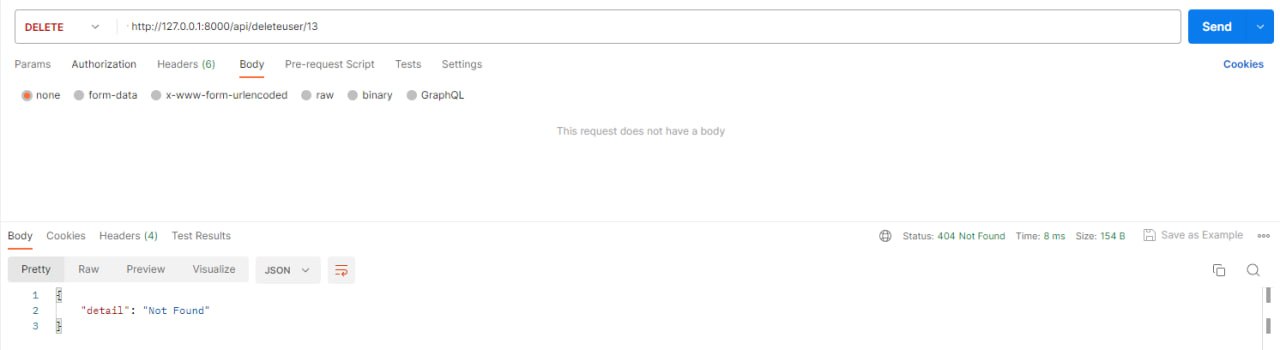 DELETE http://127.0.0.1:8000/api/deleteuser/13 Send
Params Authorization Headers (6) Body Pre-request Script Tests Settings Cookies
none form-data x-www-form-urlencoded raw binary GraphQL
This request does not have a body
Body Cookies Headers (4) Test Results Status: 404 Not Found Time: 8 ms Size: 154 B Save as Example
Pretty Raw Preview Visualize JSON
1 {
2 "detail": "Not Found"
3 }